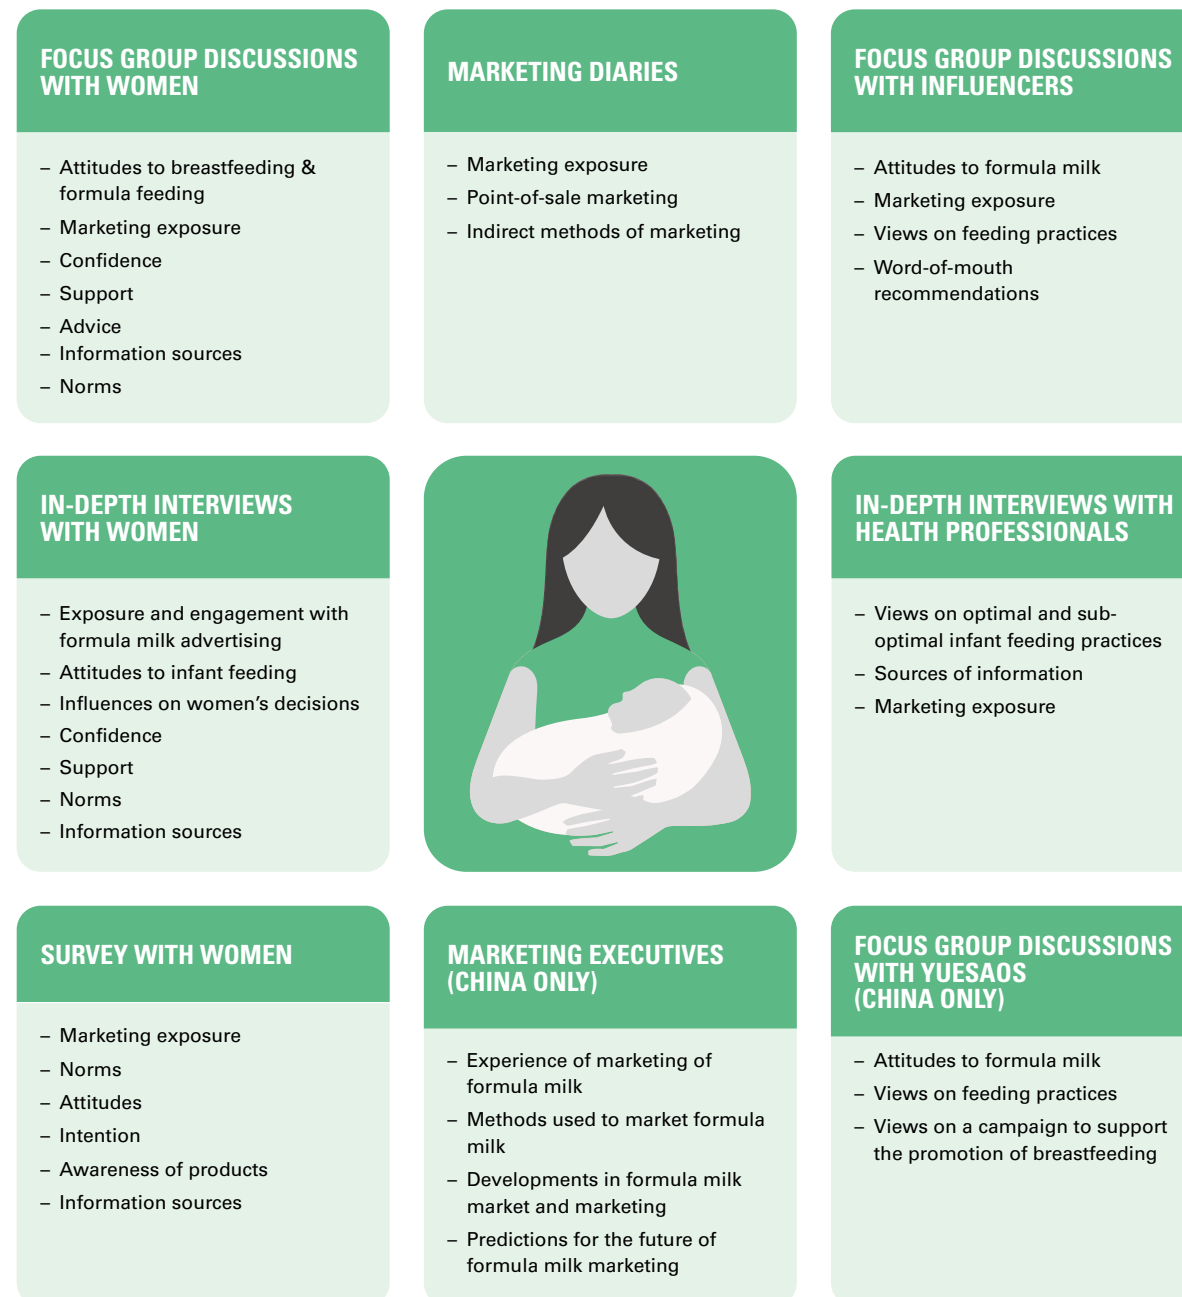 FOCUS GROUP DISCUSSIONS
WITH WOMEN
– Attitudes to breastfeeding &
formula feeding
– Marketing exposure
– Confidence
– Support
– Advice
– Information sources
– Norms
MARKETING DIARIES
– Marketing exposure
– Point-of-sale marketing
– Indirect methods of marketing
FOCUS GROUP DISCUSSIONS
WITH INFLUENCERS
– Attitudes to formula milk
– Marketing exposure
– Views on feeding practices
– Word-of-mouth
recommendations
IN-DEPTH INTERVIEWS
WITH WOMEN
– Exposure and engagement with
formula milk advertising
– Attitudes to infant feeding
– Influences on women’s decisions
– Confidence
– Support
– Norms
– Information sources
IN-DEPTH INTERVIEWS WITH
HEALTH PROFESSIONALS
– Views on optimal and sub-
optimal infant feeding practices
– Sources of information
– Marketing exposure
SURVEY WITH WOMEN
– Marketing exposure
– Norms
– Attitudes
– Intention
– Awareness of products
– Information sources
MARKETING EXECUTIVES
(CHINA ONLY)
– Experience of marketing of
formula milk
– Methods used to market formula
milk
– Developments in formula milk
market and marketing
– Predictions for the future of
formula milk marketing
FOCUS GROUP DISCUSSIONS
WITH YUESAOS
(CHINA ONLY)
– Attitudes to formula milk
– Views on feeding practices
– Views on a campaign to support
the promotion of breastfeeding